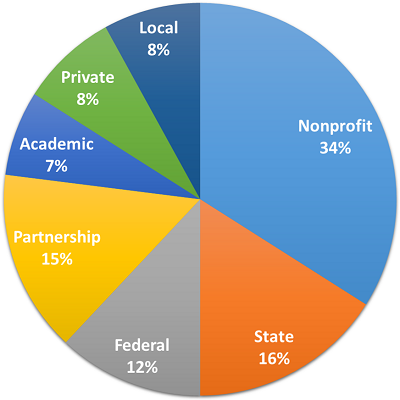 Local
8%
Private
8%
Nonprofit
34%
Academic
7%
Partnership
15%
State
16%
Federal
12%